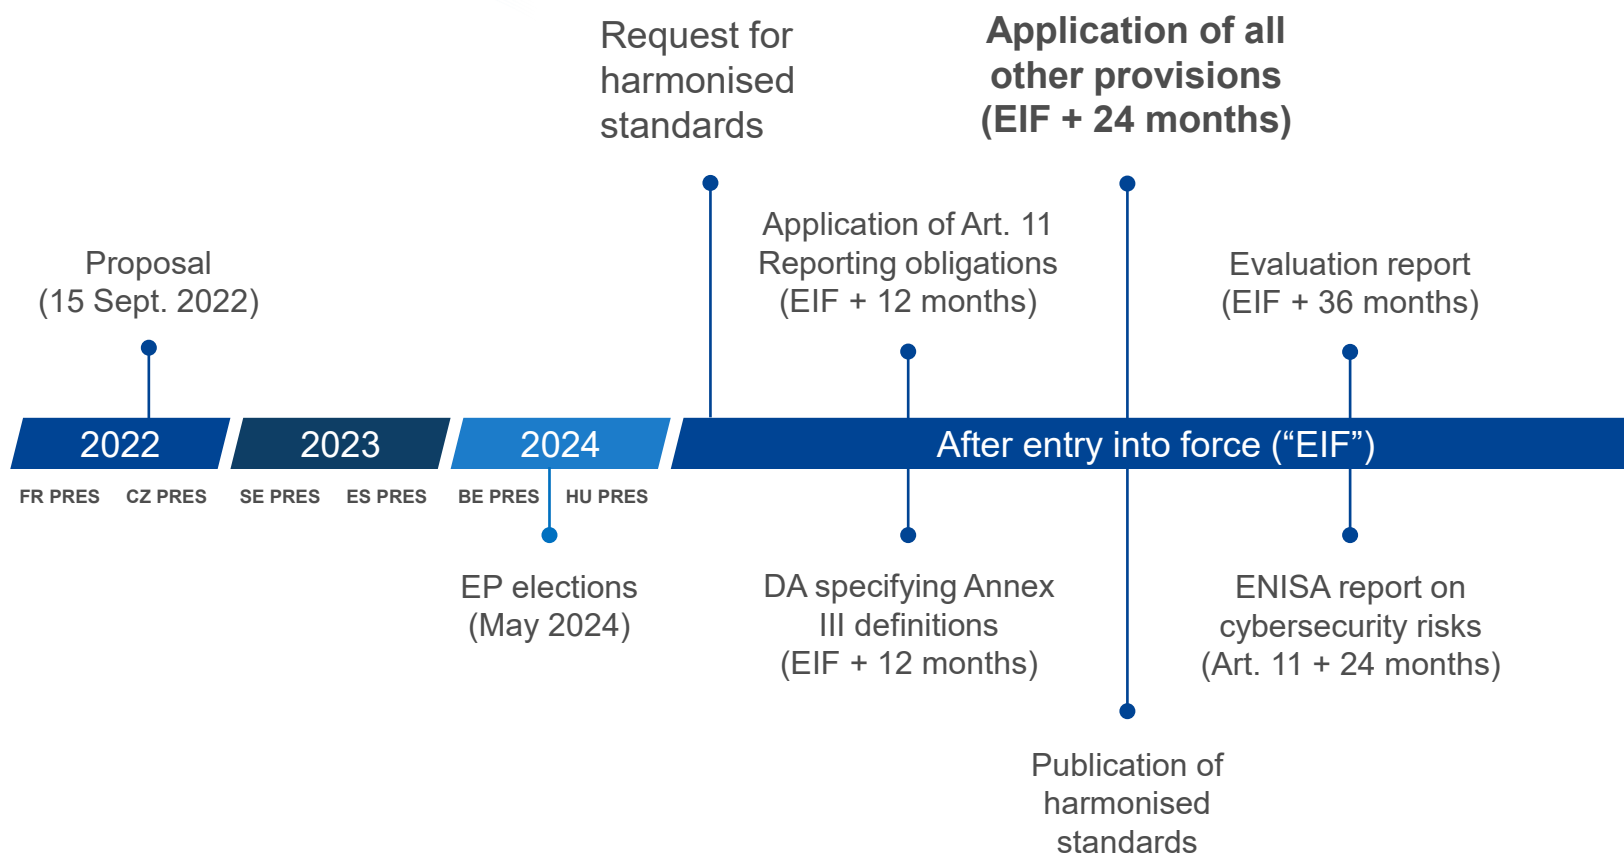 Request for
harmonised
standards
Application of all
other provisions
(EIF + 24 months)
Proposal
(15 Sept. 2022)
Application of Art. 11
Reporting obligations
(EIF + 12 months)
Evaluation report
(EIF + 36 months)
2022
2023
2024
After entry into force (“EIF”)
FR PRES
CZ PRES
SE PRES
ES PRES
BE PRES
HU PRES
EP elections
(May 2024)
DA specifying Annex
III definitions
(EIF + 12 months)
ENISA report on
cybersecurity risks
(Art. 11 + 24 months)
Publication of
harmonised
standards